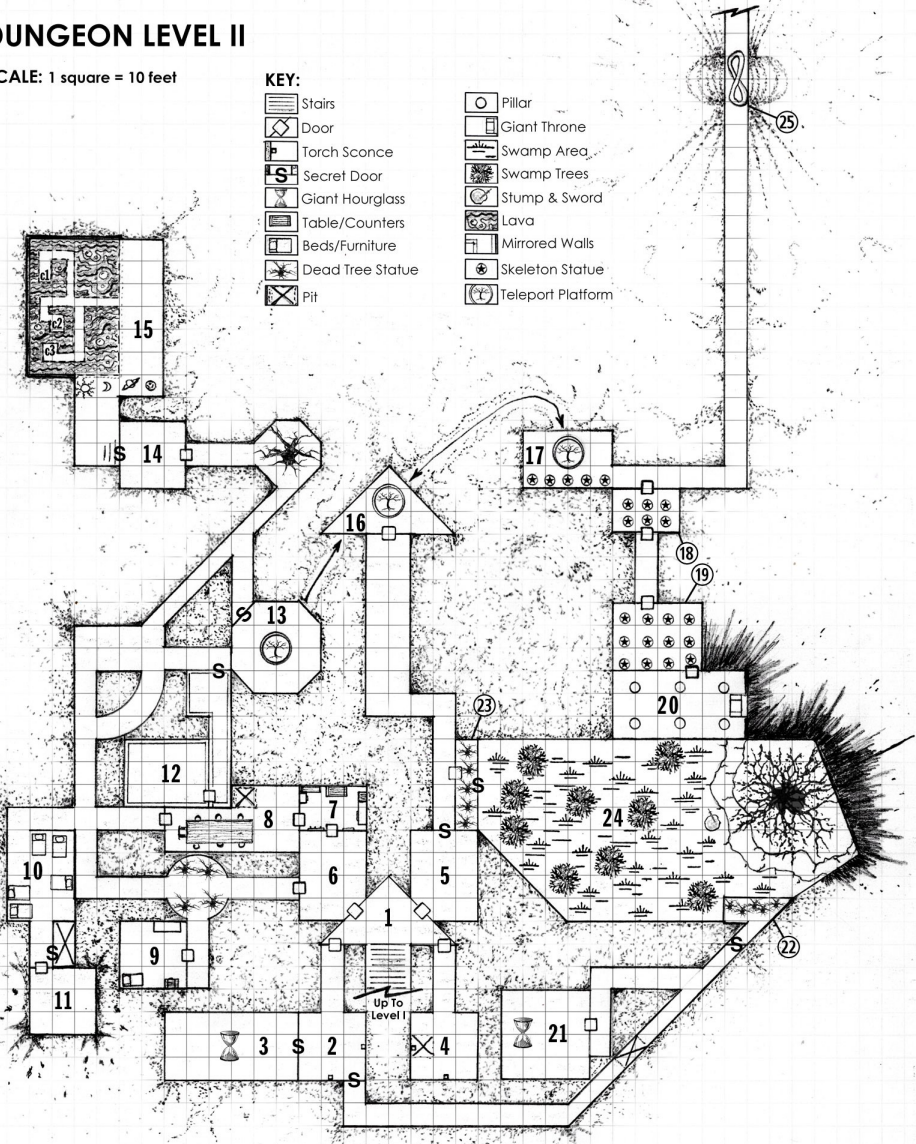 DUNGEON LEVEL II
SCALE: 1 square = 10 feet
KEY:
Stairs
Door
Torch Sconce
S Secret Door
Giant Hourglass
Table/Counters
Beds/Furniture
Dead Tree Statue
Pit
Pillar
Giant Throne
Swamp Area
Swamp Trees
Stump & Sword
Lava
Mirrored Walls
Skeleton Statue
Teleport Platform
25
c1
c2
c3
15
S
14
17
16
18
19
S
13
S
20
23
12
S
24
8
7
S
10
6
5
1
22
S
S
9
11
Up To
Level I
3
S
2
4
21
S